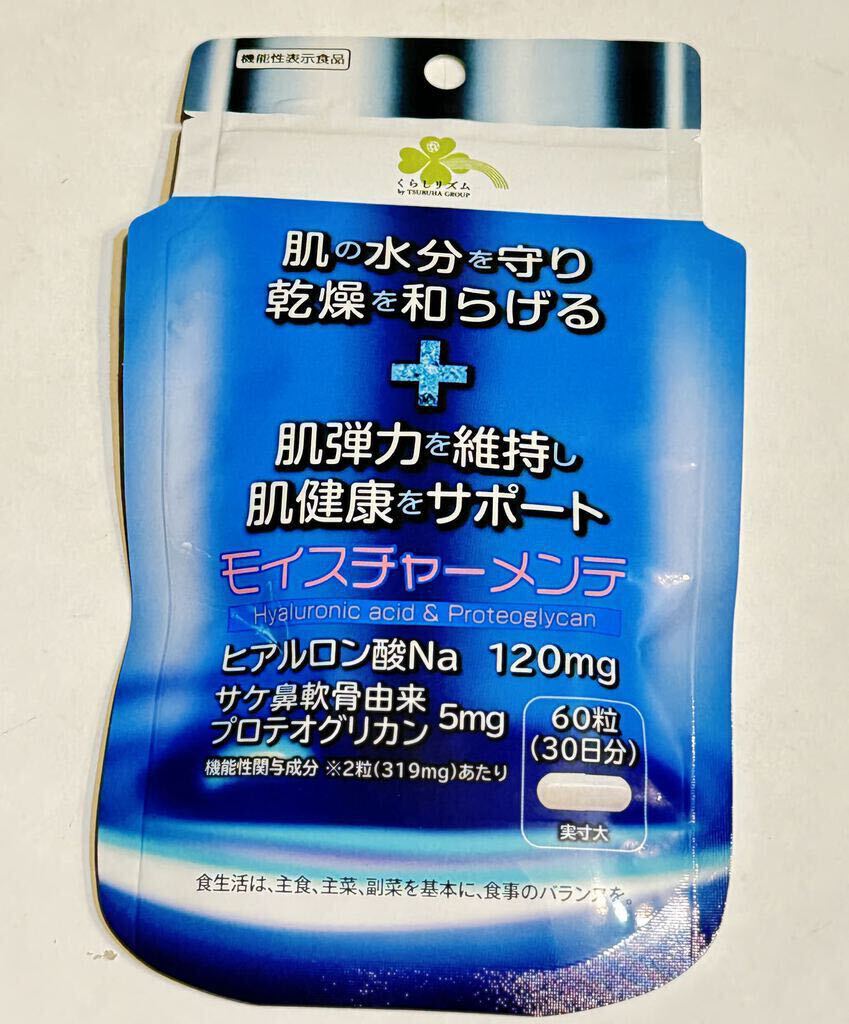 機能性表示食品
くらしリズム
by TSURUHA GROUP
肌の水分を守り
乾燥を和らげる
肌弾力を維持し
肌健康をサポート
モイスチャーメンテ
Hyaluronic acid & Proteoglycan
ヒアルロン酸Na 120mg
サケ鼻軟骨由来
プロテオグリカン 5mg
機能性関与成分 ※2粒(319mg)あたり
60粒
(30日分)
実寸大
食生活は、主食、主菜、副菜を基本に、食事のバランスを。